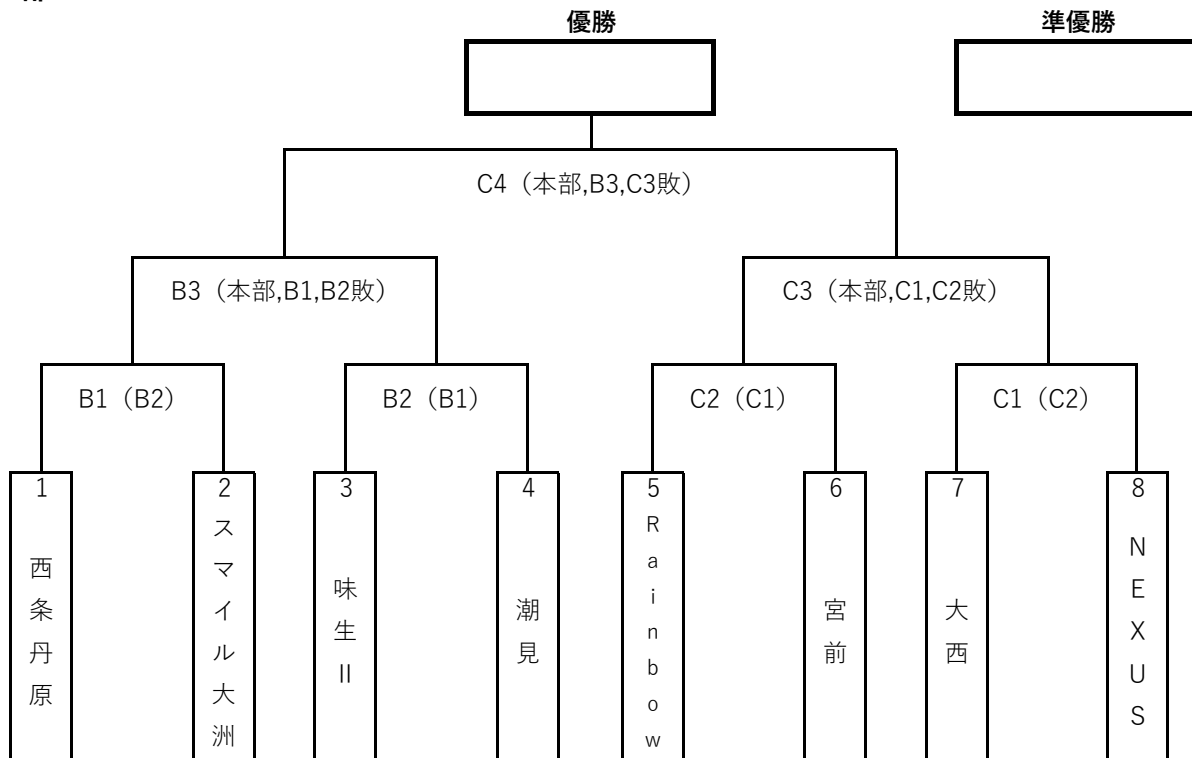 優勝
準優勝
C4（本部,B3,C3敗）
B3（本部,B1,B2敗）
C3（本部,C1,C2敗）
B1（B2）
B2（B1）
C2（C1）
C1（C2）
1
2
3
4
5
6
7
8
西条丹原
スマイル大洲
味生Ⅱ
潮見
Rainbow
宮前
大西
NEXUS